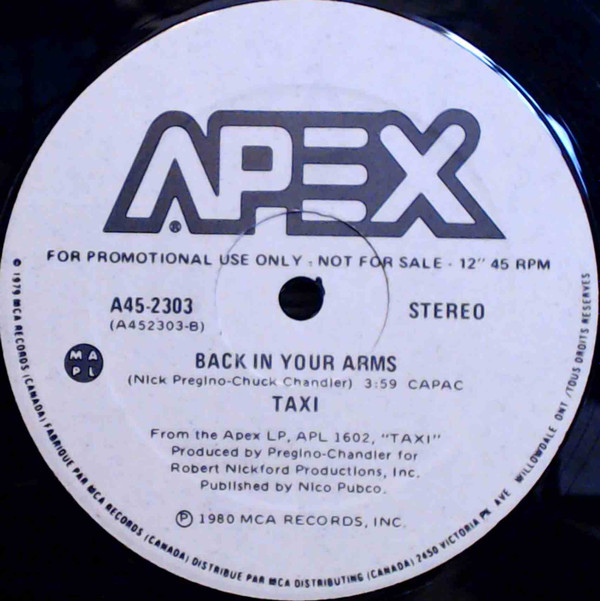 APEX
®
FOR PROMOTIONAL USE ONLY - NOT FOR SALE - 12" 45 RPM
A45-2303
STEREO
(A452303-B)
M A
P L
BACK IN YOUR ARMS
(Nick Pregino-Chuck Chandler) 3:59 CAPAC
TAXI
From the Apex LP, APL 1602, "TAXI"
Produced by Pregino-Chandler for
Robert Nickford Productions, Inc.
Published by Nico Pubco.
Ⓟ 1980 MCA RECORDS, INC.
© 1979 MCA RECORDS (CANADA) FABRIQUE PAR MCA RECORDS (CANADA) DISTRIBUE PAR MCA DISTRIBUTING (CANADA) 2450 VICTORIA PK. AVE WILLOWDALE ONT /TOUS DROITS RESERVES